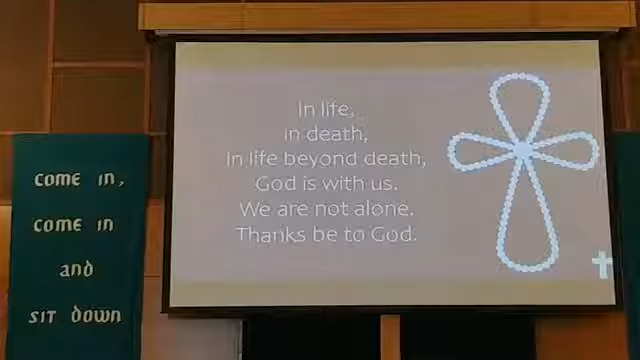 come in,
come in
and
sit down
In life,
in death,
In life beyond death,
God is with us.
We are not alone.
Thanks be to God.